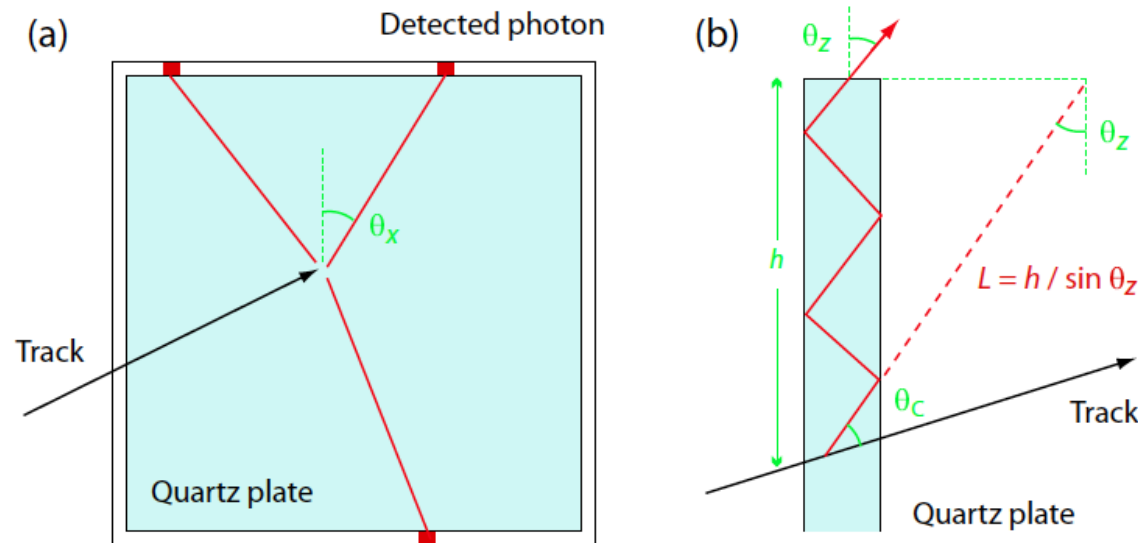 (a)
Detected photon
θx
Track
Quartz plate
(b)
θz
θz
h
L = h / sin θz
θC
Track
Quartz plate